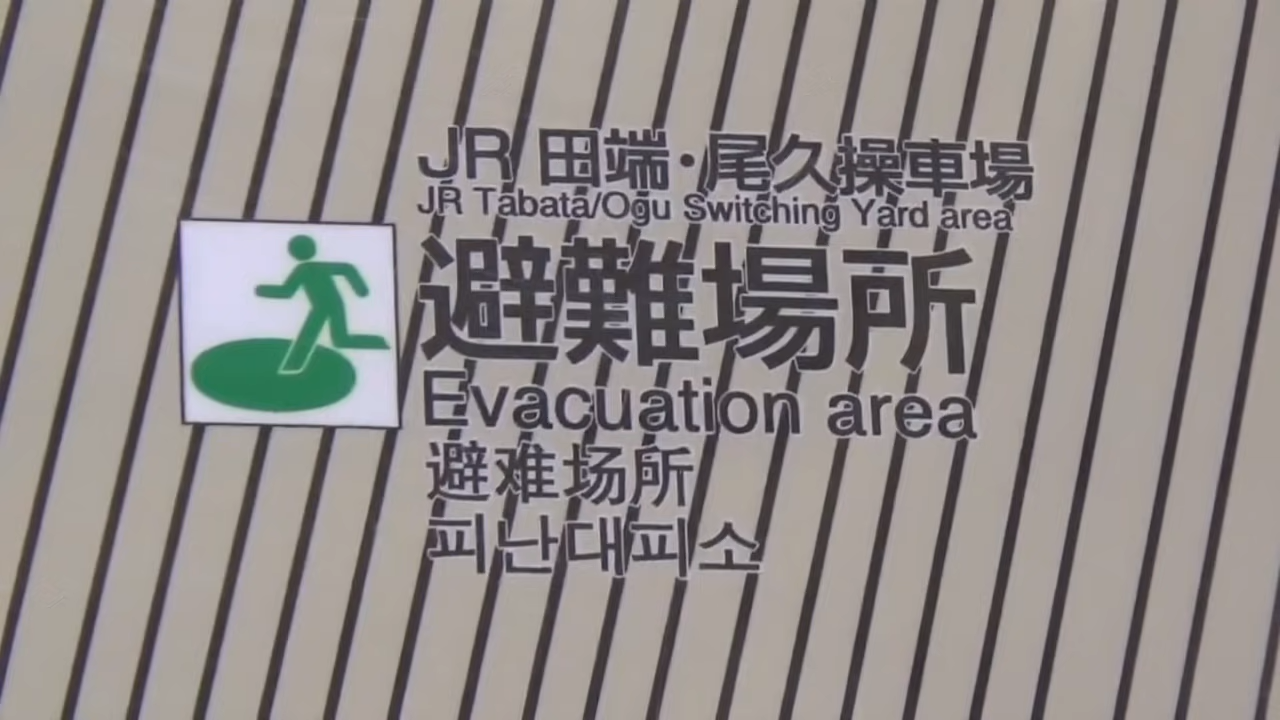 JR 田端・尾久操車場
JR Tabata/Ogu Switching Yard area
避難場所
Evacuation area
避难场所
피난대피소